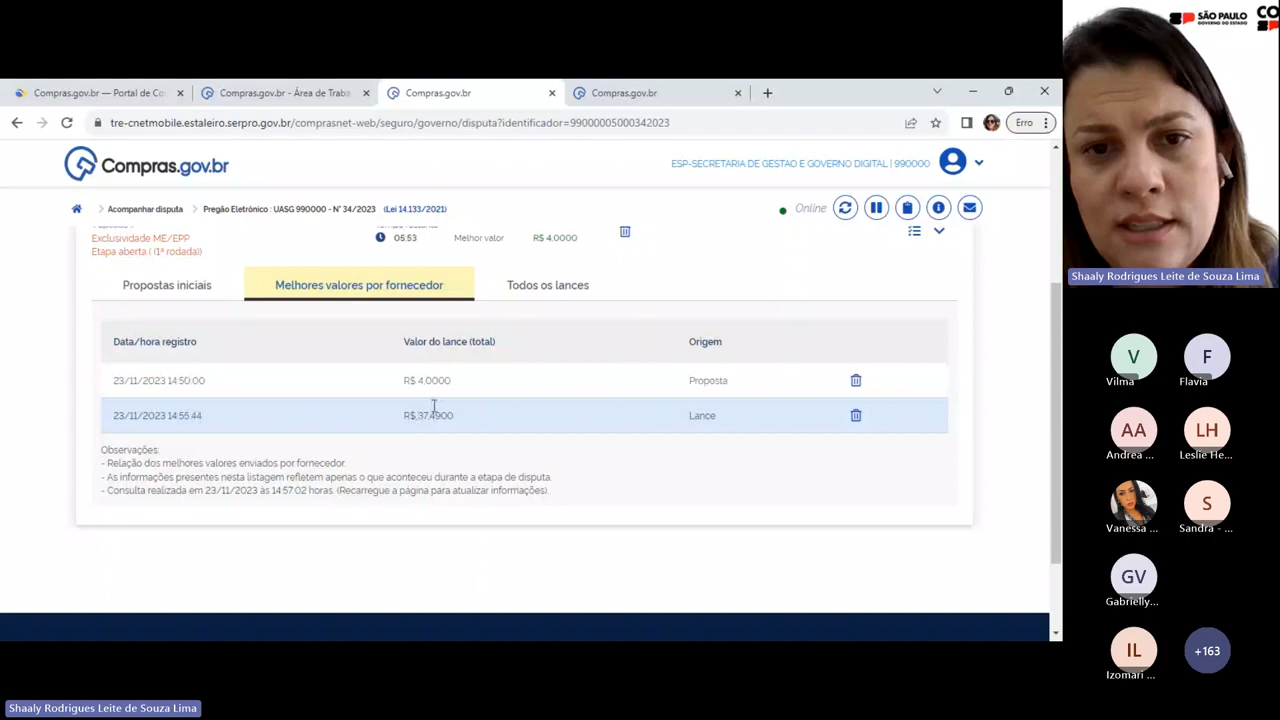 SÃO PAULO
GOVERNO DO ESTADO
CO
Compras.gov.br — Portal de Co
Compras.gov.br - Área de Traba
Compras.gov.br
Compras.gov.br
tre-cnetmobile.estaleiro.serpro.gov.br/comprasnet-web/seguro/governo/disputa?identificador=99000005000342023
Erro
Compras.gov.br
ESP-SECRETARIA DE GESTAO E GOVERNO DIGITAL | 990000
Acompanhar disputa
Pregão Eletrônico : UASG 990000 - N° 34/2023 (Lei 14.133/2021)
Online
Exclusividade ME/EPP
05:53
Melhor valor
R$ 4,0000
Etapa aberta ( (1ª rodada))
Propostas iniciais
Melhores valores por fornecedor
Todos os lances
Data/hora registro
Valor do lance (total)
Origem
23/11/2023 14:50:00
R$ 4,0000
Proposta
23/11/2023 14:55:44
R$ 37,4900
Lance
Observações:
- Relação dos melhores valores enviados por fornecedor.
- As informações presentes nesta listagem refletem apenas o que aconteceu durante a etapa de disputa.
- Consulta realizada em 23/11/2023 às 14:57:02 horas. (Recarregue a página para atualizar informações).
Shaaly Rodrigues Leite de Souza Lima
V
Vilma
F
Flavia
AA
Andrea ...
LH
Leslie He...
Vanessa ...
S
Sandra - ...
GV
Gabrielly...
IL
Izomari ...
+163
Shaaly Rodrigues Leite de Souza Lima